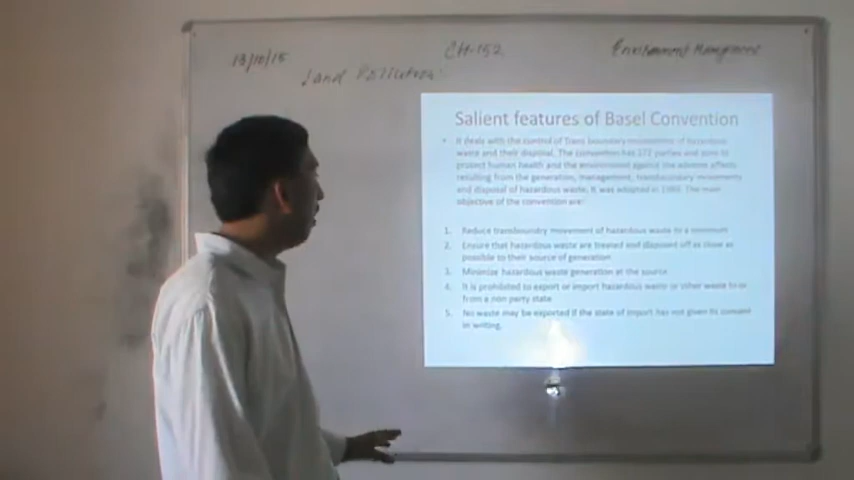 13/10/15
CH-152
Environment Management
Land Pollution
Salient features of Basel Convention
• It deals with the control of Trans boundary movements of hazardous
waste and their disposal. The convention has 172 parties and aims to
protect human health and the environment against the adverse effects
resulting from the generation, management, transboundary movements
and disposal of hazardous waste. It was adopted in 1989. The main
objective of the convention are:
1. Reduce transboundry movement of hazardous waste to a minimum
2. Ensure that hazardous waste are treated and disposed off as close as
possible to their source of generation
3. Minimize hazardous waste generation at the source
4. It is prohibited to export or import hazardous waste or other waste to or
from a non party state
5. No waste may be exported if the state of import has not given its consent
in writing.